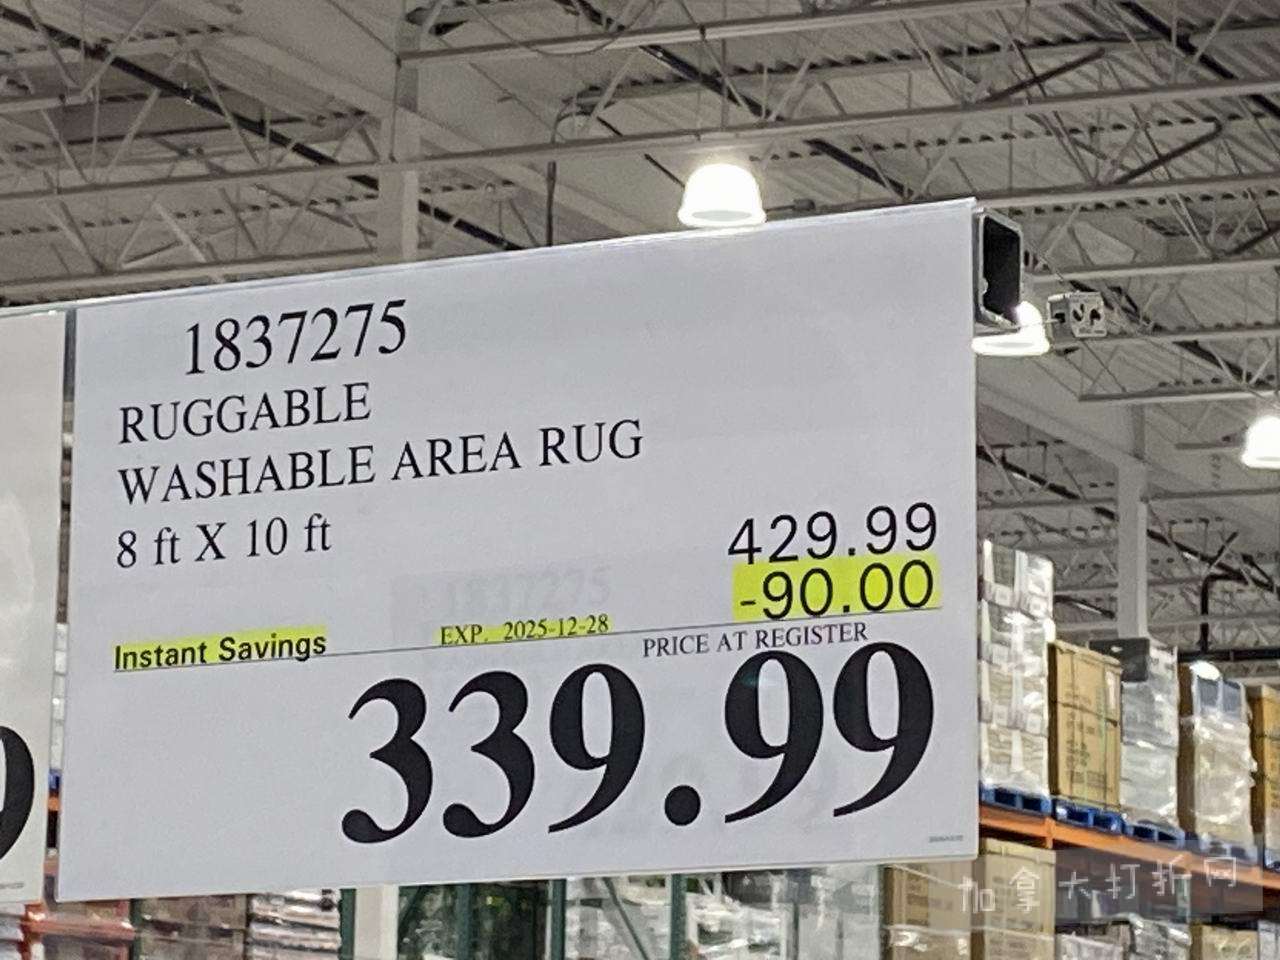 1837275
RUGGABLE
WASHABLE AREA RUG
8 ft X 10 ft
429.99
-90.00
Instant Savings
EXP. 2025-12-28
PRICE AT REGISTER
339.99
9
加拿大打折网